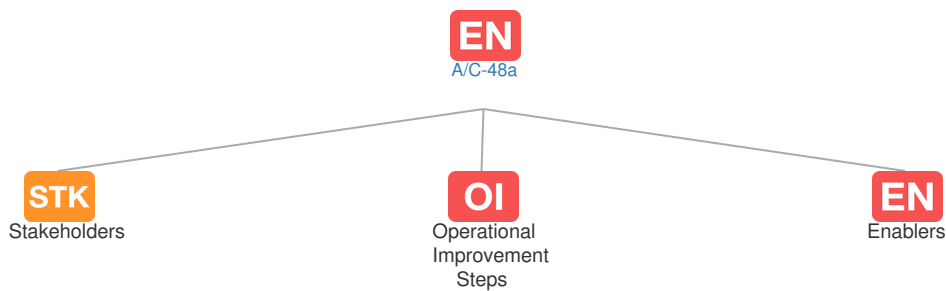 EN
A/C-48a
STK
Stakeholders
OI
Operational
Improvement
Steps
EN
Enablers